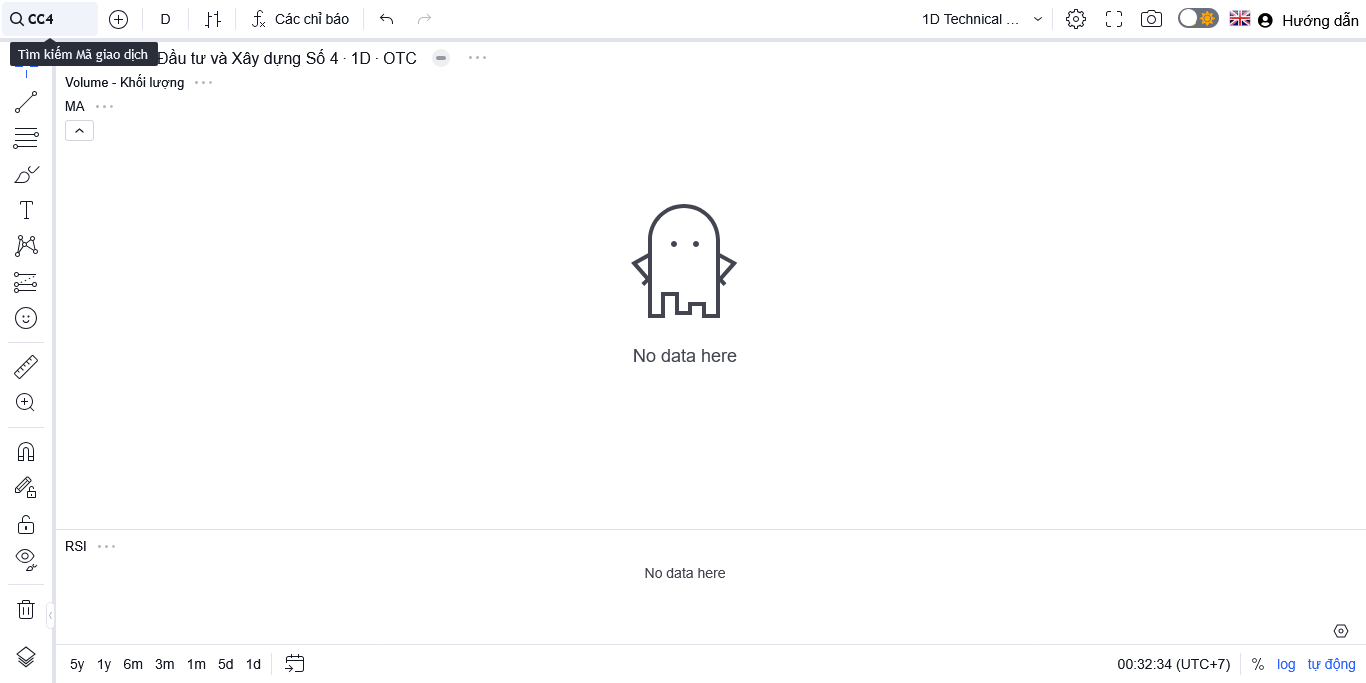 CC4
D
Các chỉ báo
1D Technical ...
Hướng dẫn
Tìm kiếm Mã giao dịch
Đầu tư và Xây dựng Số 4 · 1D · OTC
Volume - Khối lượng
MA
No data here
RSI
No data here
5y 1y 6m 3m 1m 5d 1d
00:32:34 (UTC+7)
%
log
tự động